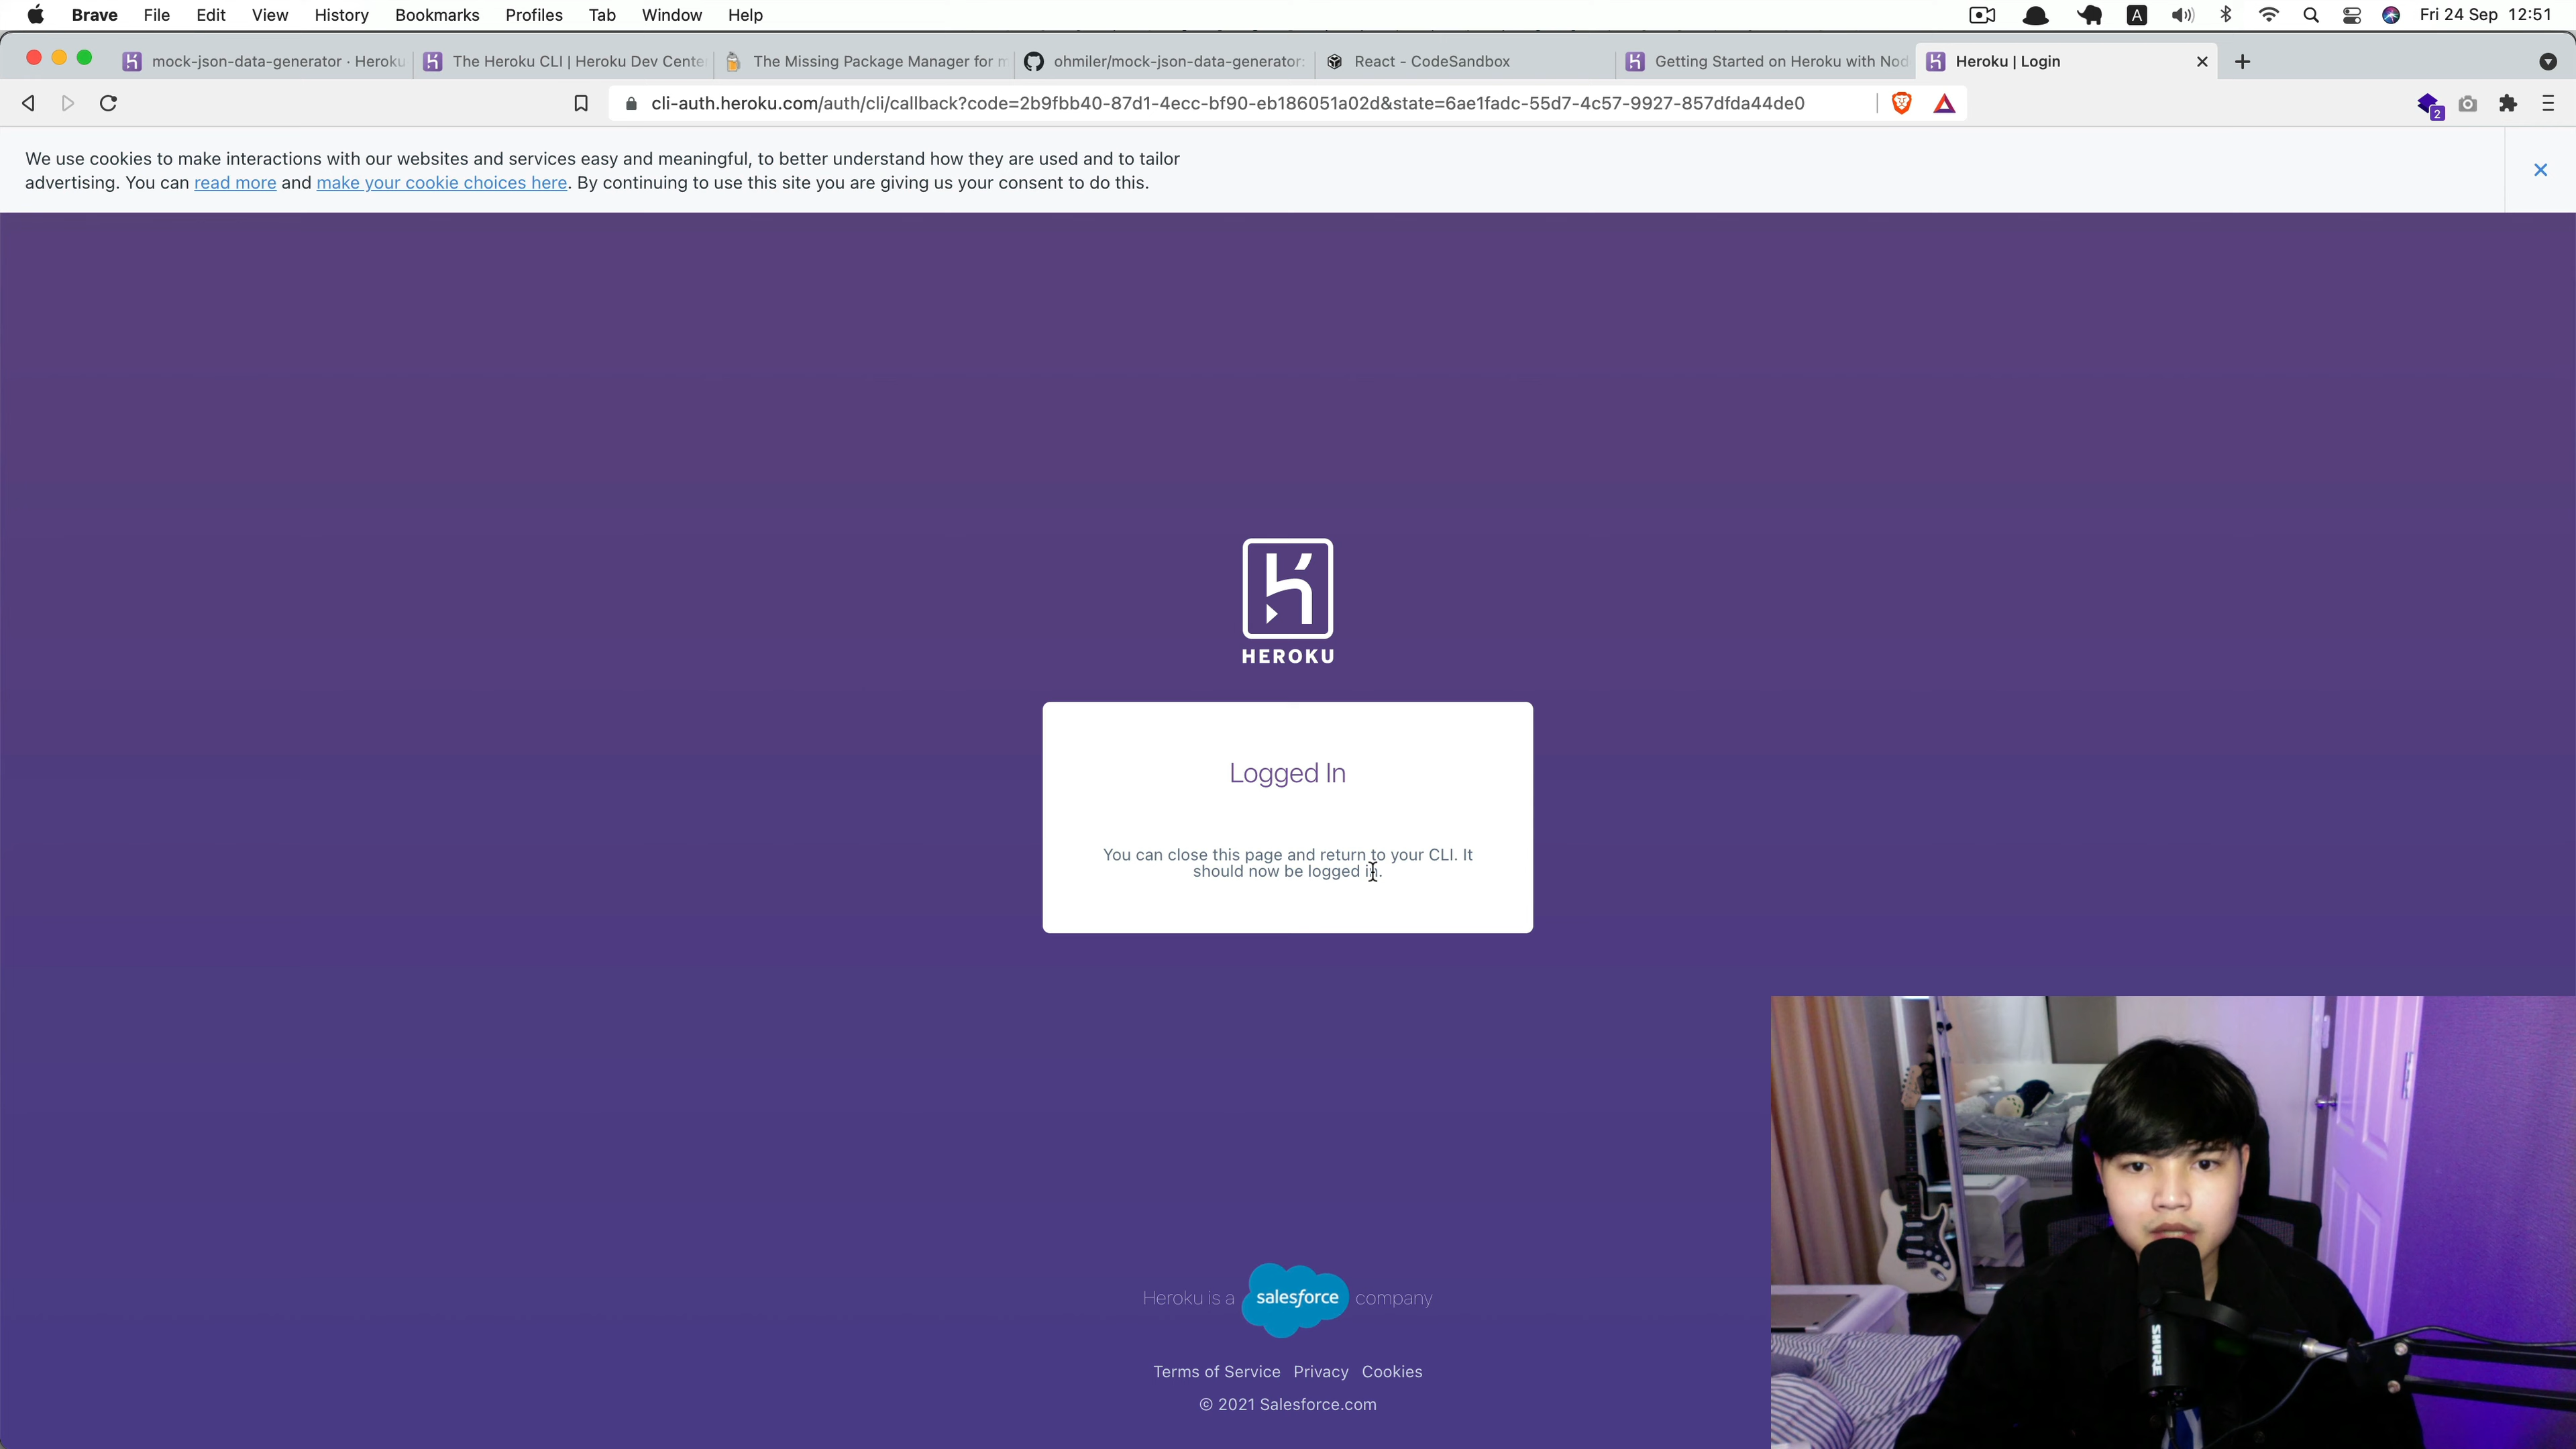 Brave File Edit View History Bookmarks Profiles Tab Window Help
A
Fri 24 Sep 12:51
mock-json-data-generator · Heroku
The Heroku CLI | Heroku Dev Cente
The Missing Package Manager for m
ohmiler/mock-json-data-generator:
React - CodeSandbox
Getting Started on Heroku with Nod
Heroku | Login
cli-auth.heroku.com/auth/cli/callback?code=2b9fbb40-87d1-4ecc-bf90-eb186051a02d&state=6ae1fadc-55d7-4c57-9927-857dfda44de0
2
We use cookies to make interactions with our websites and services easy and meaningful, to better understand how they are used and to tailor
advertising. You can read more and make your cookie choices here. By continuing to use this site you are giving us your consent to do this.
HEROKU
Logged In
You can close this page and return to your CLI. It
should now be logged in.
Heroku is a salesforce company
Terms of Service Privacy Cookies
© 2021 Salesforce.com
SHURE